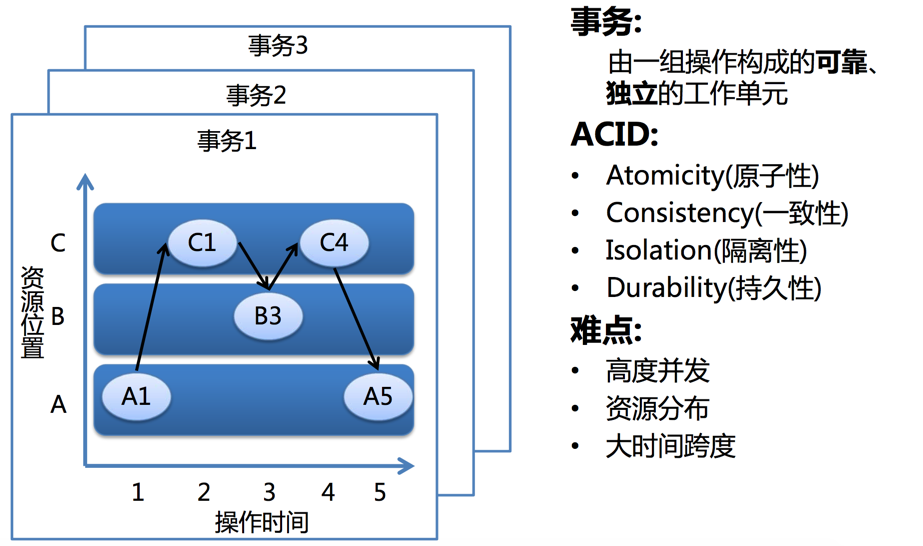 事务3
事务2
事务1
C
B
A
资源位置
C1
C4
B3
A1
A5
1 2 3 4 5
操作时间
事务:
由一组操作构成的可靠、
独立的工作单元
ACID:
• Atomicity(原子性)
• Consistency(一致性)
• Isolation(隔离性)
• Durability(持久性)
难点:
• 高度并发
• 资源分布
• 大时间跨度